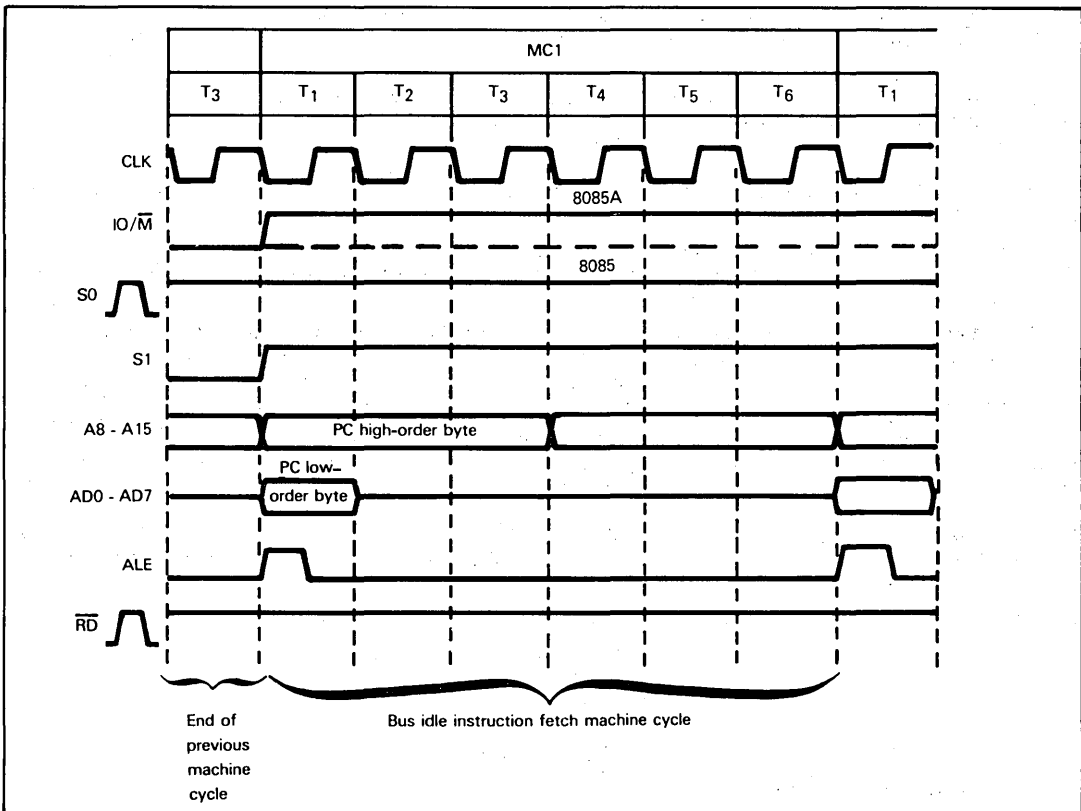 MC1
T3 T1 T2 T3 T4 T5 T6 T1
CLK
8085A
IO/M̅
8085
S0
S1
A8 - A15 PC high-order byte
PC low-
AD0 - AD7 order byte
ALE
R̅D̅
End of
previous
machine
cycle
Bus idle instruction fetch machine cycle